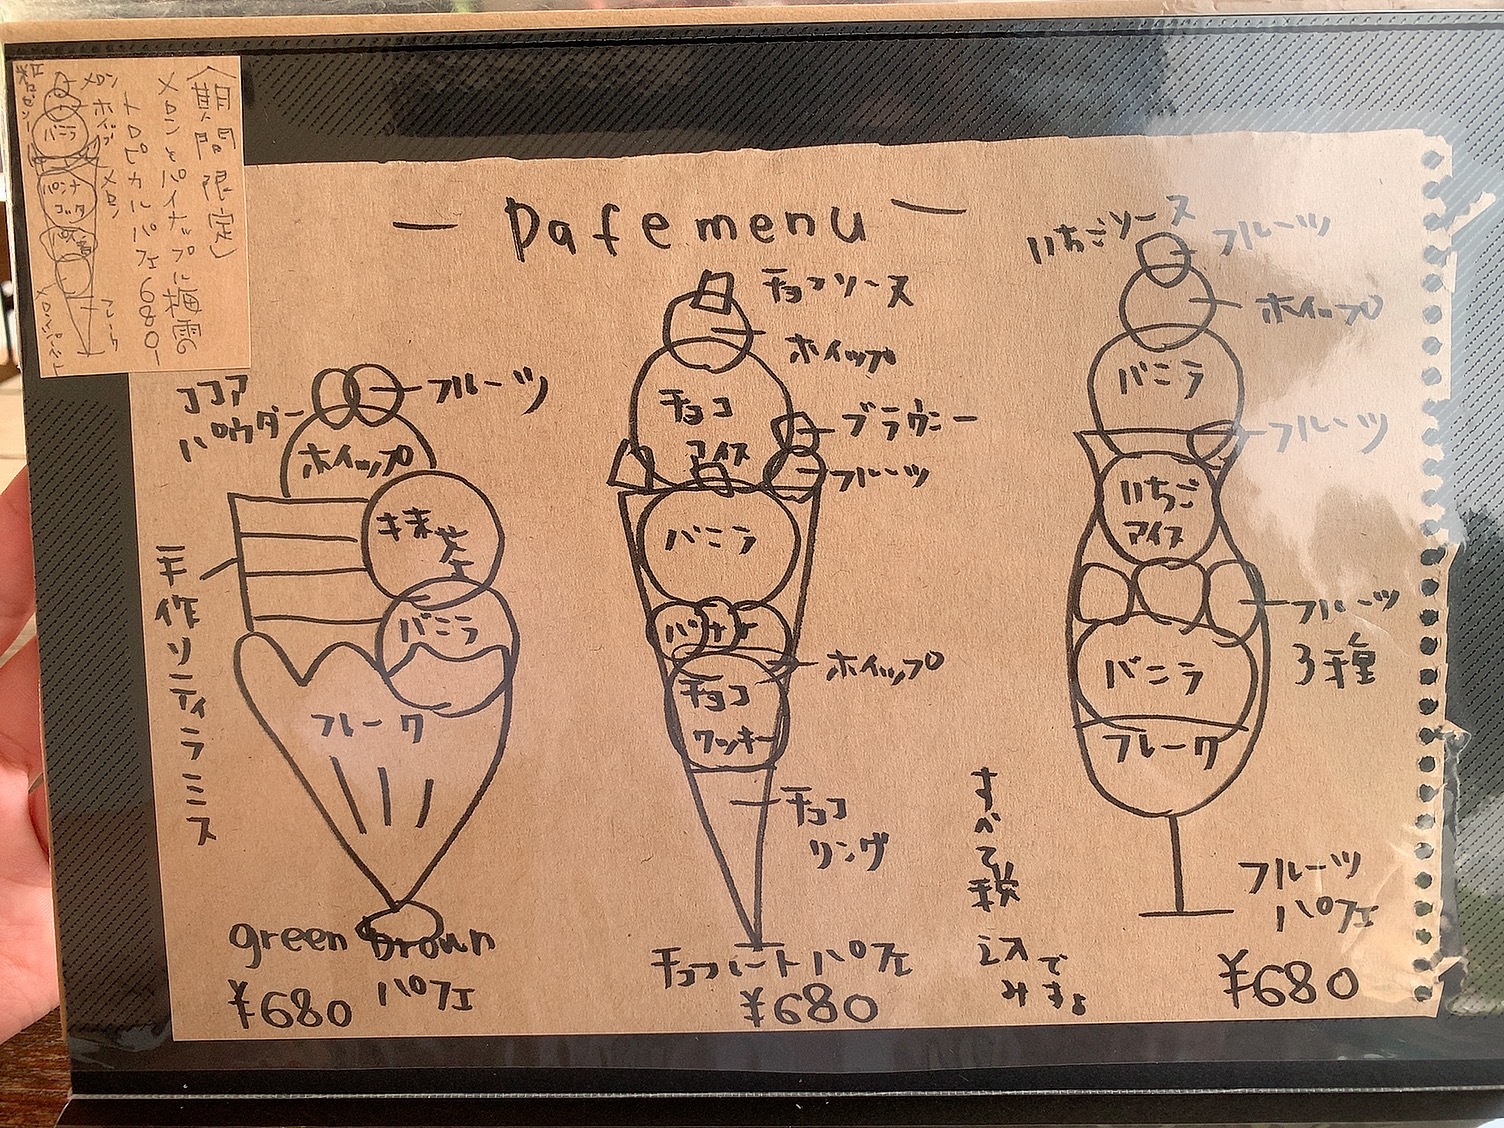 （期間限定）
メロンとパイナップルと梅雪の
トロピカルパフェ 680-
メロン
ホイップ
バニラ
メロン
パンナ
コッタ
— Pafe menu —
ココア
パウダー
フルーツ
ホイップ
抹茶
バニラ
手作りティラミス
フレーク
green brown
パフェ
¥680
チョコソース
ホイップ
チョコ
アイス
ブラウニー
フルーツ
バニラ
バナナ
ホイップ
チョコ
クッキー
チョコ
リング
チョコレートパフェ
¥680
いちごソース
フルーツ
ホイップ
バニラ
フルーツ
いちご
アイス
フルーツ
3種
バニラ
フレーク
フルーツ
パフェ
¥680
すべて税
込み
ですよ